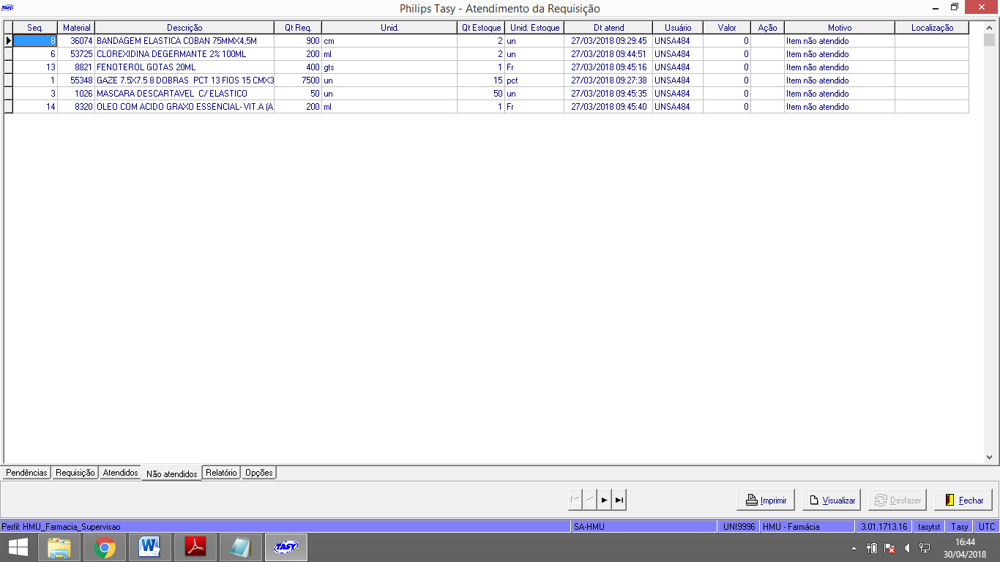 Philips Tasy - Atendimento da Requisição
Seq. Material Descrição Qt Req. Unid. Qt Estoque Unid. Estoque Dt atend Usuário Valor Ação Motivo Localização
8 36074 BANDAGEM ELASTICA COBAN 75MMX4,5M 900 cm 2 un 27/03/2018 09:29:45 UNSA484 0 Item não atendido
6 53725 CLOREXIDINA DEGERMANTE 2% 100ML 200 ml 2 un 27/03/2018 09:44:51 UNSA484 0 Item não atendido
13 8821 FENOTEROL GOTAS 20ML 400 gts 1 Fr 27/03/2018 09:45:16 UNSA484 0 Item não atendido
1 55348 GAZE 7.5X7.5 8 DOBRAS PCT 13 FIOS 15 CMX3 7500 un 15 pct 27/03/2018 09:27:38 UNSA484 0 Item não atendido
3 1026 MASCARA DESCARTAVEL C/ ELASTICO 50 un 50 un 27/03/2018 09:45:35 UNSA484 0 Item não atendido
14 8320 OLEO COM ACIDO GRAXO ESSENCIAL- VIT.A (A 200 ml 1 Fr 27/03/2018 09:45:40 UNSA484 0 Item não atendido
Pendências Requisição Atendidos Não atendidos Relatório Opções
Imprimir Visualizar Desfazer Fechar
Perfil: HMU_Farmacia_Supervisao SA-HMU UNI9996 HMU - Farmácia 3.01.1713.16 tasytst Tasy UTC
TASY
16:44
30/04/2018